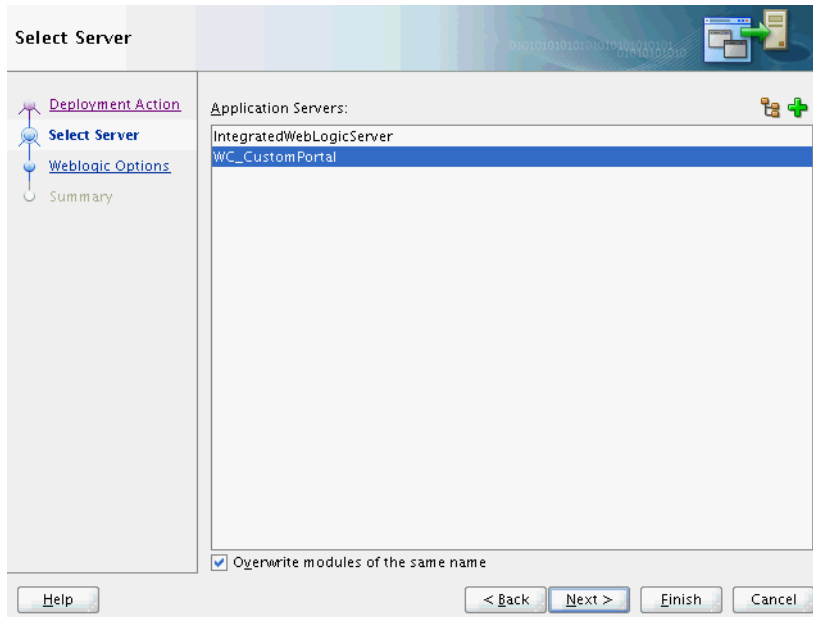 Select Server
Deployment Action
Select Server
Weblogic Options
Summary
Application Servers:
IntegratedWebLogicServer
WC_CustomPortal
Overwrite modules of the same name
Help
< Back
Next >
Finish
Cancel